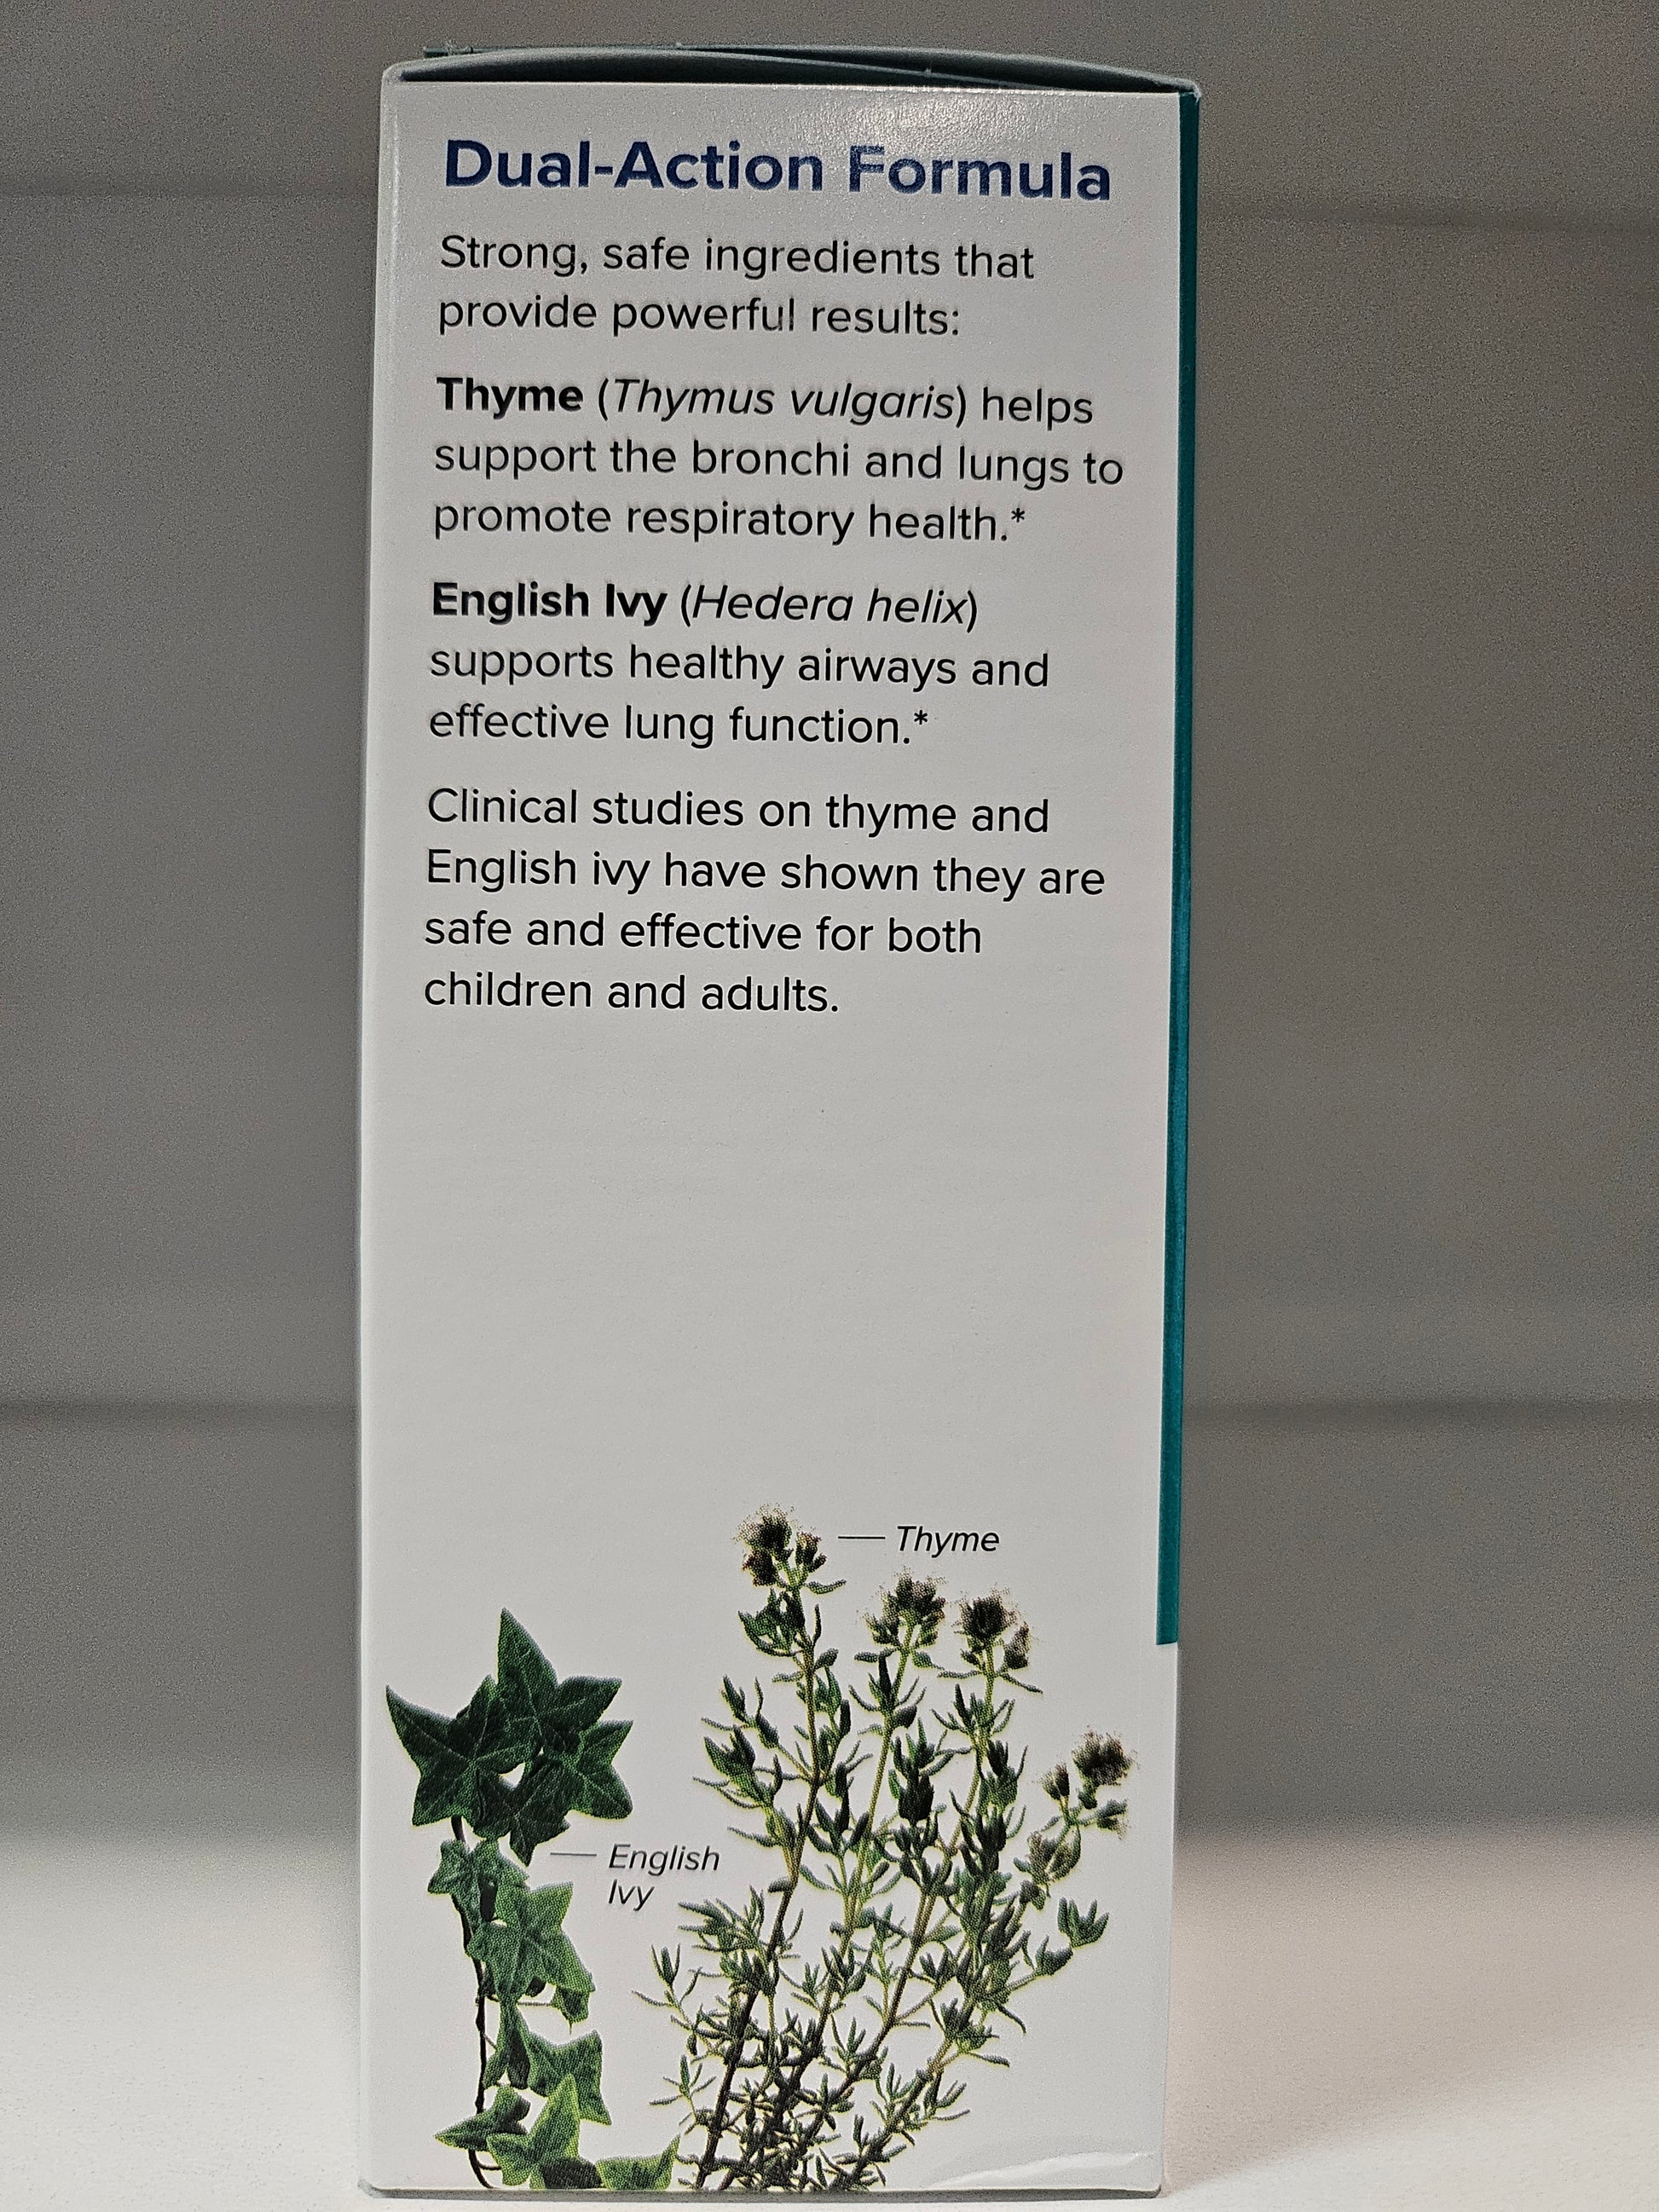 Dual-Action Formula
Strong, safe ingredients that
provide powerful results:
Thyme (Thymus vulgaris) helps
support the bronchi and lungs to
promote respiratory health.*
English Ivy (Hedera helix)
supports healthy airways and
effective lung function.*
Clinical studies on thyme and
English ivy have shown they are
safe and effective for both
children and adults.
Thyme
English
Ivy